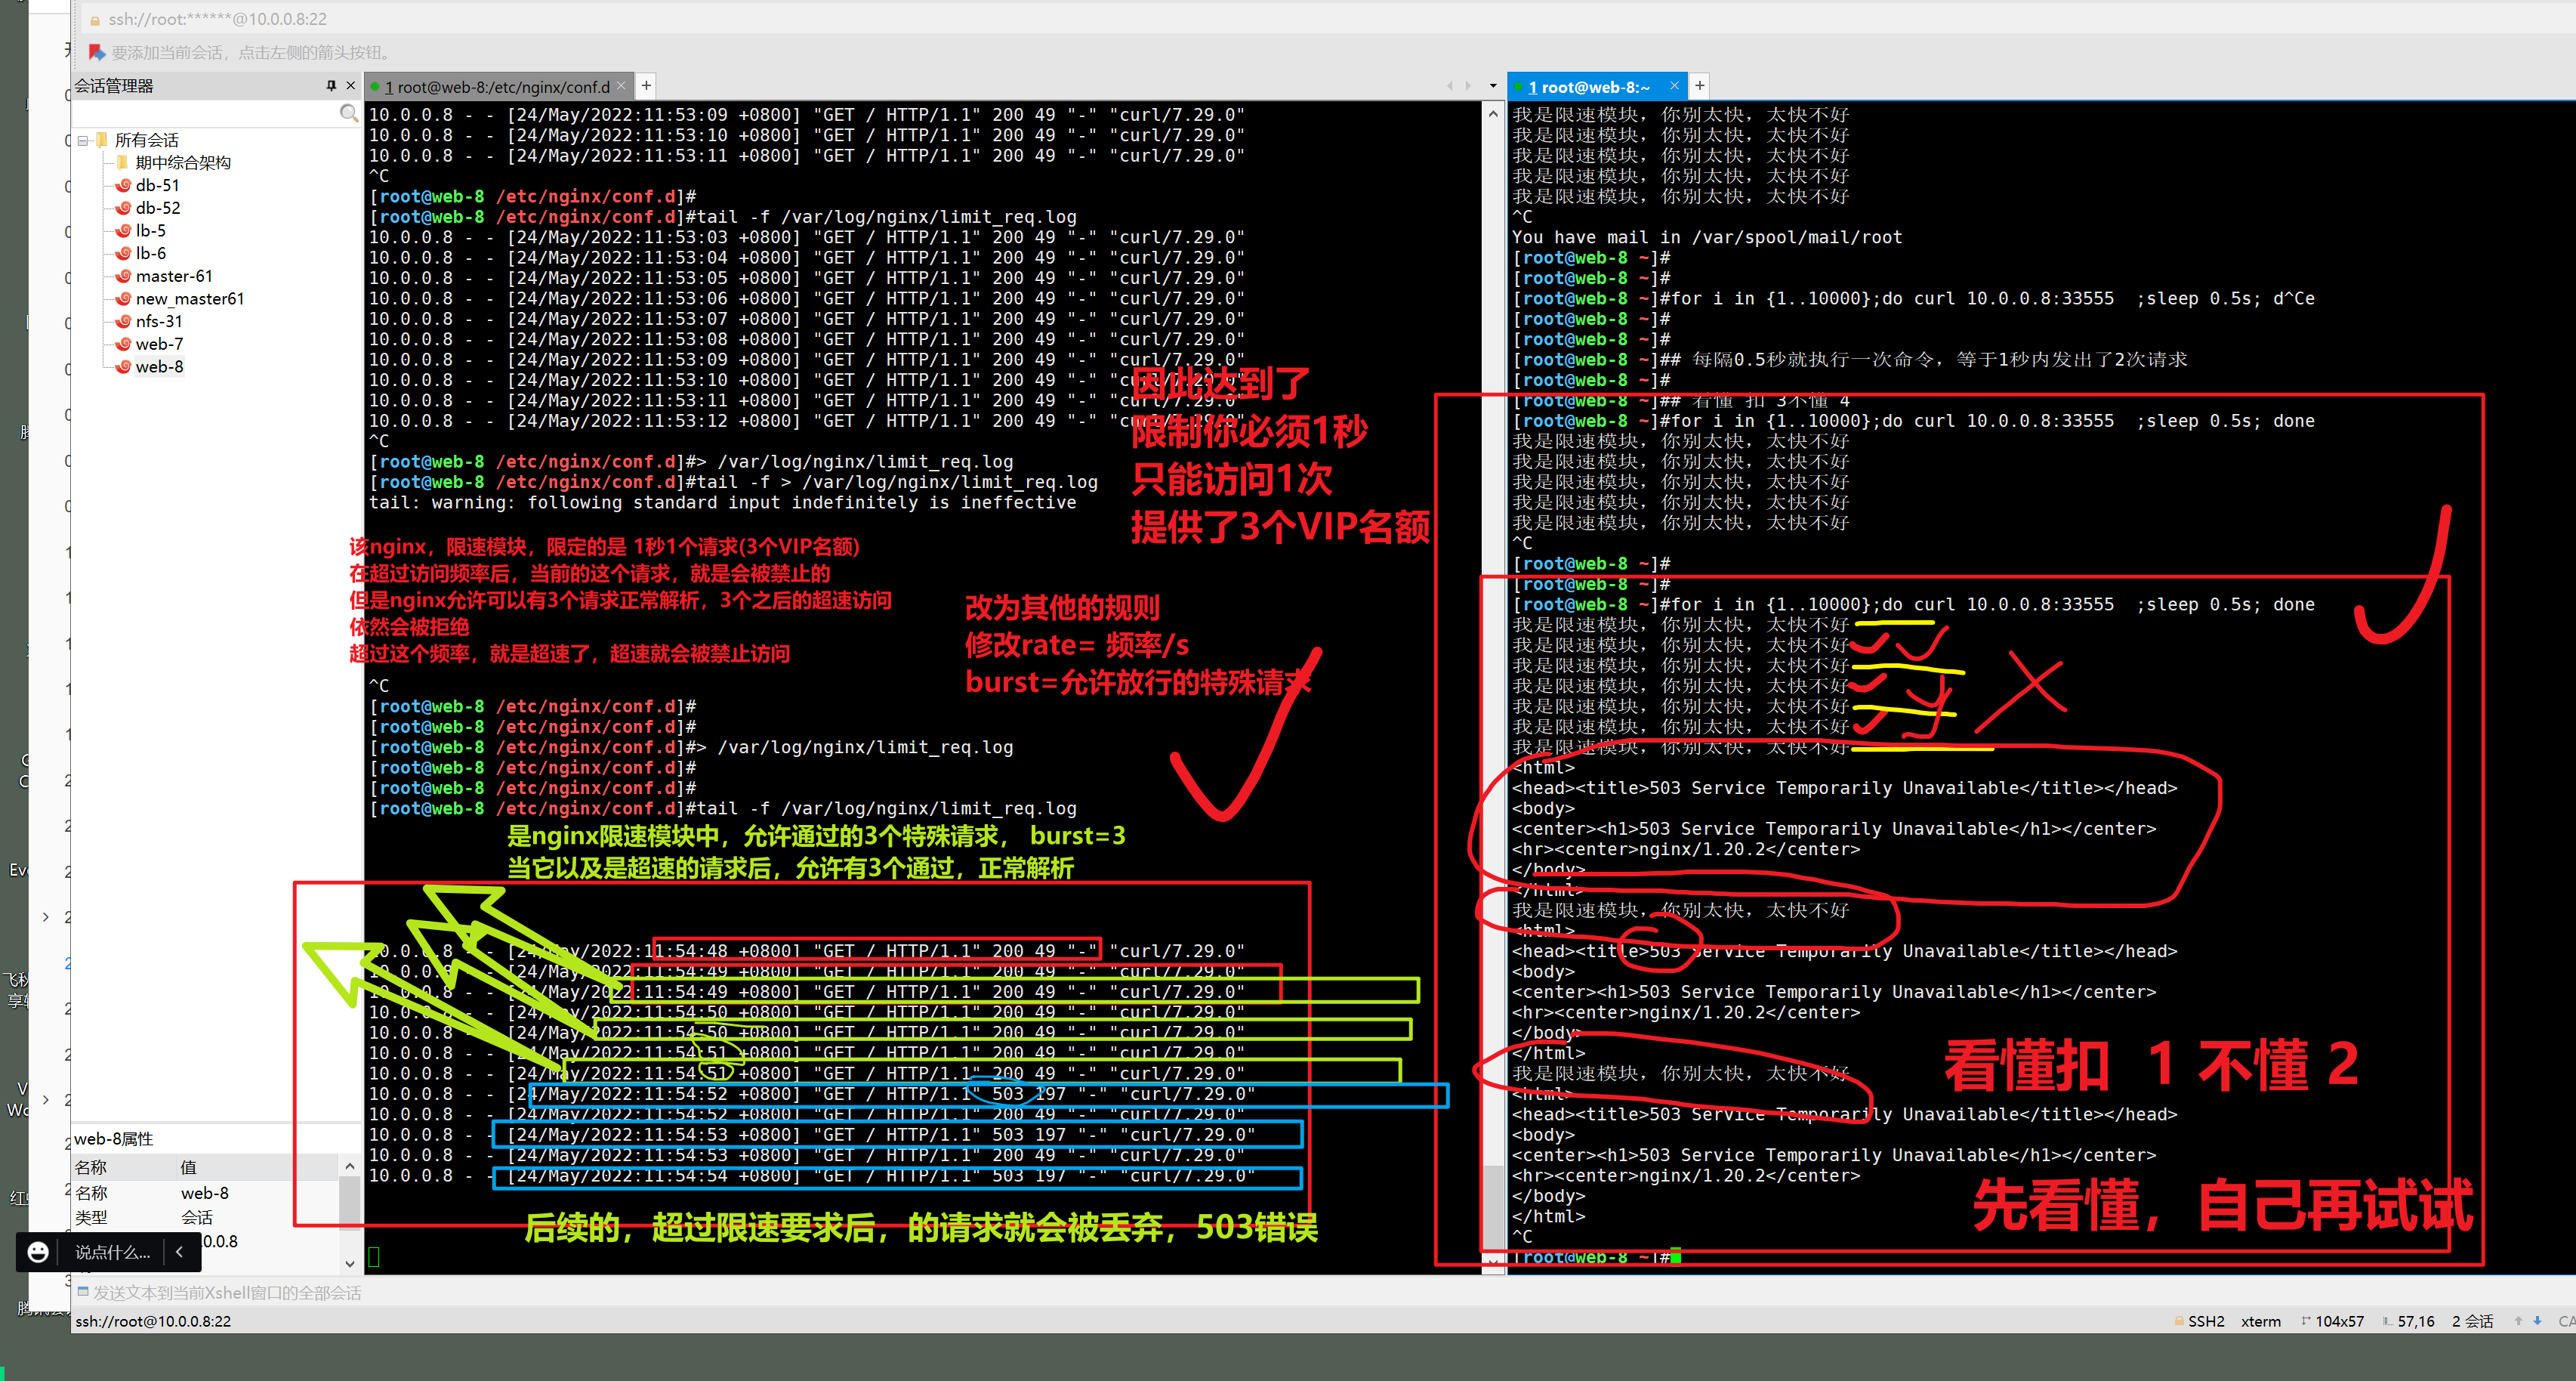 ssh://root:******@10.0.0.8:22
要添加当前会话，点击左侧的箭头按钮。
会话管理器
所有会话
期中综合架构
db-51
db-52
lb-5
lb-6
master-61
new_master61
nfs-31
web-7
web-8
web-8属性
名称 值
名称 web-8
类型 会话
.0.0.8
说点什么...
1 root@web-8:/etc/nginx/conf.d
10.0.0.8 - - [24/May/2022:11:53:09 +0800] "GET / HTTP/1.1" 200 49 "-" "curl/7.29.0"
10.0.0.8 - - [24/May/2022:11:53:10 +0800] "GET / HTTP/1.1" 200 49 "-" "curl/7.29.0"
10.0.0.8 - - [24/May/2022:11:53:11 +0800] "GET / HTTP/1.1" 200 49 "-" "curl/7.29.0"
^C
[root@web-8 /etc/nginx/conf.d]#
[root@web-8 /etc/nginx/conf.d]#tail -f /var/log/nginx/limit_req.log
10.0.0.8 - - [24/May/2022:11:53:03 +0800] "GET / HTTP/1.1" 200 49 "-" "curl/7.29.0"
10.0.0.8 - - [24/May/2022:11:53:04 +0800] "GET / HTTP/1.1" 200 49 "-" "curl/7.29.0"
10.0.0.8 - - [24/May/2022:11:53:05 +0800] "GET / HTTP/1.1" 200 49 "-" "curl/7.29.0"
10.0.0.8 - - [24/May/2022:11:53:06 +0800] "GET / HTTP/1.1" 200 49 "-" "curl/7.29.0"
10.0.0.8 - - [24/May/2022:11:53:07 +0800] "GET / HTTP/1.1" 200 49 "-" "curl/7.29.0"
10.0.0.8 - - [24/May/2022:11:53:08 +0800] "GET / HTTP/1.1" 200 49 "-" "curl/7.29.0"
10.0.0.8 - - [24/May/2022:11:53:09 +0800] "GET / HTTP/1.1" 200 49 "-" "curl/7.29.0"
10.0.0.8 - - [24/May/2022:11:53:10 +0800] "GET / HTTP/1.1" 200 49 "-" "curl/7.29.0"
10.0.0.8 - - [24/May/2022:11:53:11 +0800] "GET / HTTP/1.1" 200 49 "-" "curl/7.29.0"
10.0.0.8 - - [24/May/2022:11:53:12 +0800] "GET / HTTP/1.1" 200 49 "-" "curl/7.29.0"
^C
[root@web-8 /etc/nginx/conf.d]#> /var/log/nginx/limit_req.log
[root@web-8 /etc/nginx/conf.d]#tail -f > /var/log/nginx/limit_req.log
tail: warning: following standard input indefinitely is ineffective
因此达到了
限制你必须1秒
只能访问1次
提供了3个VIP名额
该nginx，限速模块，限定的是 1秒1个请求(3个VIP名额)
在超过访问频率后，当前的这个请求，就是会被禁止的
但是nginx允许可以有3个请求正常解析，3个之后的超速访问
依然会被拒绝
超过这个频率，就是超速了，超速就会被禁止访问
改为其他的规则
修改rate= 频率/s
burst=允许放行的特殊请求
^C
[root@web-8 /etc/nginx/conf.d]#
[root@web-8 /etc/nginx/conf.d]#
[root@web-8 /etc/nginx/conf.d]#> /var/log/nginx/limit_req.log
[root@web-8 /etc/nginx/conf.d]#
[root@web-8 /etc/nginx/conf.d]#
[root@web-8 /etc/nginx/conf.d]#tail -f /var/log/nginx/limit_req.log
是nginx限速模块中，允许通过的3个特殊请求， burst=3
当它以及是超速的请求后，允许有3个通过，正常解析
10.0.0.8 - - [24/May/2022:11:54:48 +0800] "GET / HTTP/1.1" 200 49 "-" "curl/7.29.0"
10.0.0.8 - - [24/May/2022:11:54:49 +0800] "GET / HTTP/1.1" 200 49 "-" "curl/7.29.0"
10.0.0.8 - - [24/May/2022:11:54:49 +0800] "GET / HTTP/1.1" 200 49 "-" "curl/7.29.0"
10.0.0.8 - - [24/May/2022:11:54:50 +0800] "GET / HTTP/1.1" 200 49 "-" "curl/7.29.0"
10.0.0.8 - - [24/May/2022:11:54:50 +0800] "GET / HTTP/1.1" 200 49 "-" "curl/7.29.0"
10.0.0.8 - - [24/May/2022:11:54:51 +0800] "GET / HTTP/1.1" 200 49 "-" "curl/7.29.0"
10.0.0.8 - - [24/May/2022:11:54:51 +0800] "GET / HTTP/1.1" 200 49 "-" "curl/7.29.0"
10.0.0.8 - - [24/May/2022:11:54:52 +0800] "GET / HTTP/1.1" 503 197 "-" "curl/7.29.0"
10.0.0.8 - - [24/May/2022:11:54:52 +0800] "GET / HTTP/1.1" 200 49 "-" "curl/7.29.0"
10.0.0.8 - - [24/May/2022:11:54:53 +0800] "GET / HTTP/1.1" 503 197 "-" "curl/7.29.0"
10.0.0.8 - - [24/May/2022:11:54:53 +0800] "GET / HTTP/1.1" 200 49 "-" "curl/7.29.0"
10.0.0.8 - - [24/May/2022:11:54:54 +0800] "GET / HTTP/1.1" 503 197 "-" "curl/7.29.0"
后续的，超过限速要求后，的请求就会被丢弃，503错误
1 root@web-8:~
我是限速模块，你别太快，太快不好
我是限速模块，你别太快，太快不好
我是限速模块，你别太快，太快不好
我是限速模块，你别太快，太快不好
我是限速模块，你别太快，太快不好
^C
You have mail in /var/spool/mail/root
[root@web-8 ~]#
[root@web-8 ~]#
[root@web-8 ~]#for i in {1..10000};do curl 10.0.0.8:33555  ;sleep 0.5s; d^Ce
[root@web-8 ~]#
[root@web-8 ~]#
[root@web-8 ~]## 每隔0.5秒就执行一次命令，等于1秒内发出了2次请求
[root@web-8 ~]#
[root@web-8 ~]## 看懂 扣 3不懂 4
[root@web-8 ~]#for i in {1..10000};do curl 10.0.0.8:33555  ;sleep 0.5s; done
我是限速模块，你别太快，太快不好
我是限速模块，你别太快，太快不好
我是限速模块，你别太快，太快不好
我是限速模块，你别太快，太快不好
我是限速模块，你别太快，太快不好
^C
[root@web-8 ~]#
[root@web-8 ~]#
[root@web-8 ~]#for i in {1..10000};do curl 10.0.0.8:33555  ;sleep 0.5s; done
我是限速模块，你别太快，太快不好
我是限速模块，你别太快，太快不好
我是限速模块，你别太快，太快不好
我是限速模块，你别太快，太快不好
我是限速模块，你别太快，太快不好
我是限速模块，你别太快，太快不好
我是限速模块，你别太快，太快不好
<html>
<head><title>503 Service Temporarily Unavailable</title></head>
<body>
<center><h1>503 Service Temporarily Unavailable</h1></center>
<hr><center>nginx/1.20.2</center>
</body>
</html>
我是限速模块，你别太快，太快不好
<html>
<head><title>503 Service Temporarily Unavailable</title></head>
<body>
<center><h1>503 Service Temporarily Unavailable</h1></center>
<hr><center>nginx/1.20.2</center>
</body>
</html>
我是限速模块，你别太快，太快不好
<html>
<head><title>503 Service Temporarily Unavailable</title></head>
<body>
<center><h1>503 Service Temporarily Unavailable</h1></center>
<hr><center>nginx/1.20.2</center>
</body>
</html>
^C
[root@web-8 ~]#
看懂扣 1 不懂 2
先看懂，自己再试试
发送文本到当前Xshell窗口的全部会话
ssh://root@10.0.0.8:22
SSH2 xterm 104x57 57,16 2 会话